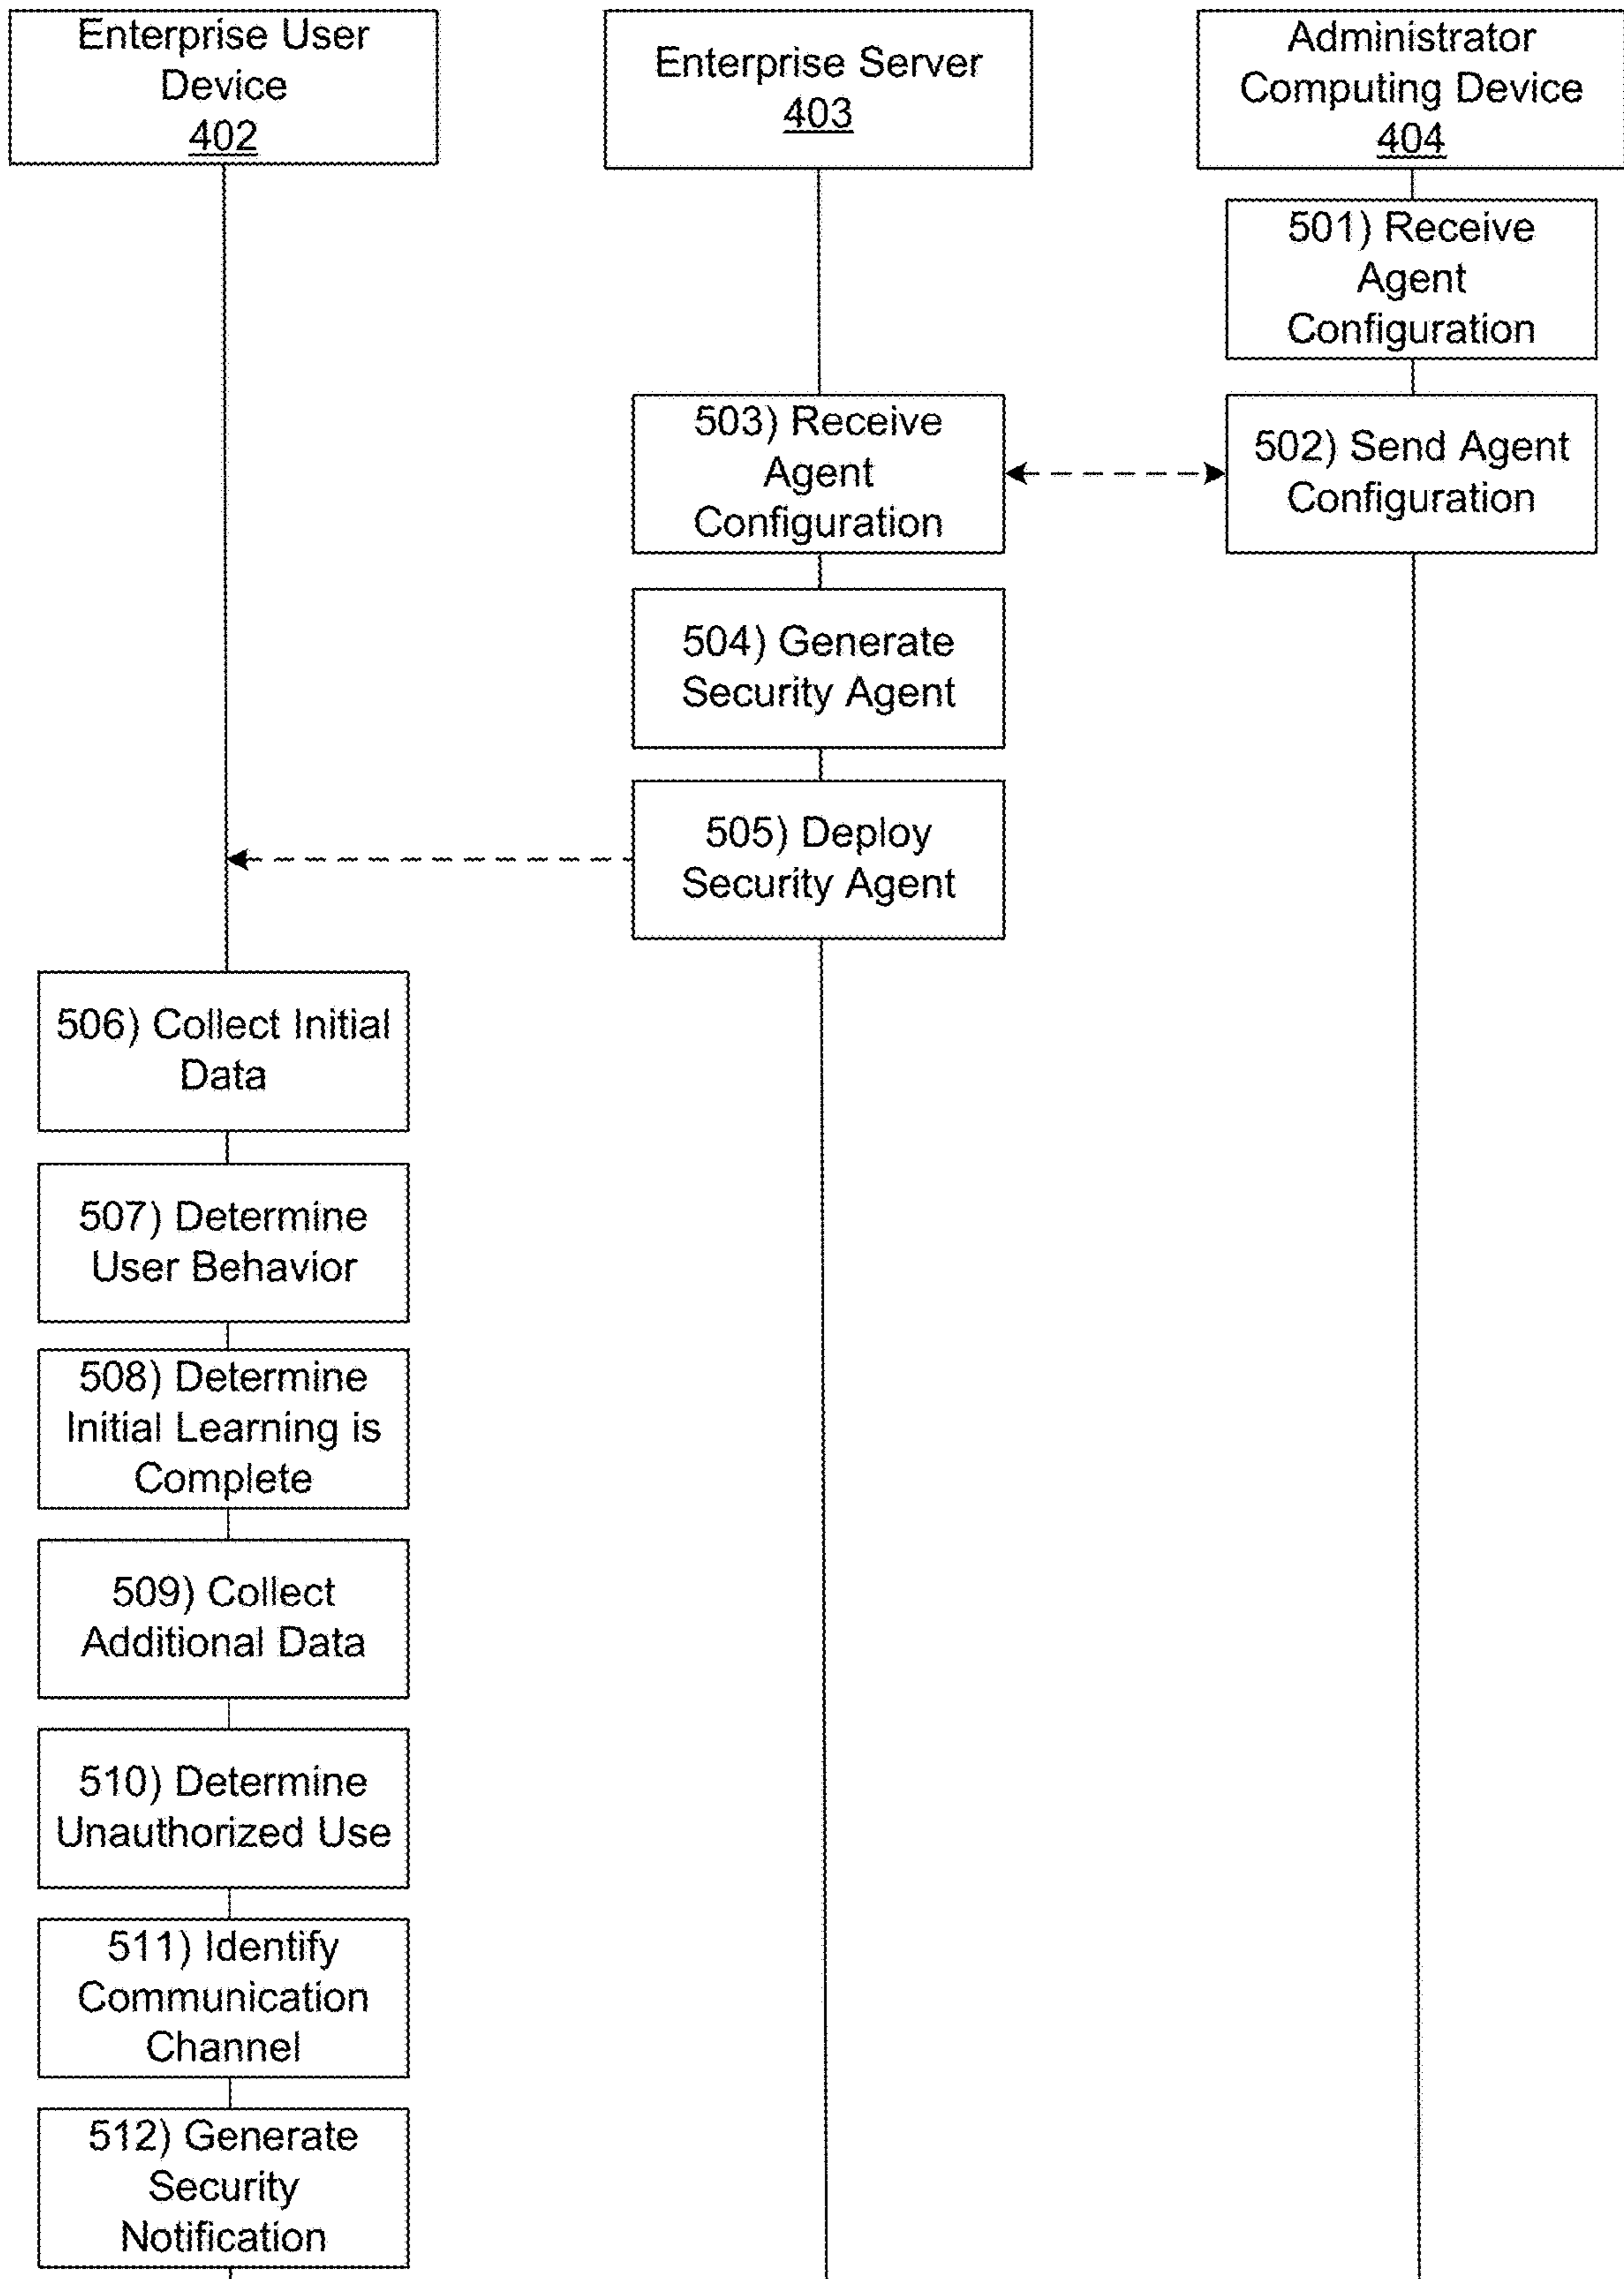 Enterprise User
Device
402
Enterprise Server
403
Administrator
Computing Device
404
501) Receive
Agent
Configuration
502) Send Agent
Configuration
503) Receive
Agent
Configuration
504) Generate
Security Agent
505) Deploy
Security Agent
506) Collect Initial
Data
507) Determine
User Behavior
508) Determine
Initial Learning is
Complete
509) Collect
Additional Data
510) Determine
Unauthorized Use
511) Identify
Communication
Channel
512) Generate
Security
Notification